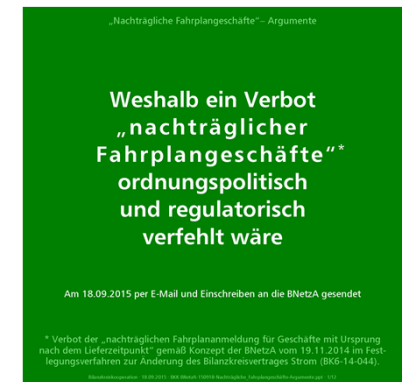 „Nachträgliche Fahrplangeschäfte“– Argumente
Weshalb ein Verbot
„nachträglicher
Fahrplangeschäfte“*
ordnungspolitisch
und regulatorisch
verfehlt wäre
Am 18.09.2015 per E-Mail und Einschreiben an die BNetzA gesendet
* Verbot der „nachträglichen Fahrplananmeldung für Geschäfte mit Ursprung
nach dem Lieferzeitpunkt“ gemäß Konzept der BNetzA vom 19.11.2014 im Fest-
legungsverfahren zur Änderung des Bilanzkreisvertrages Strom (BK6-14-044).